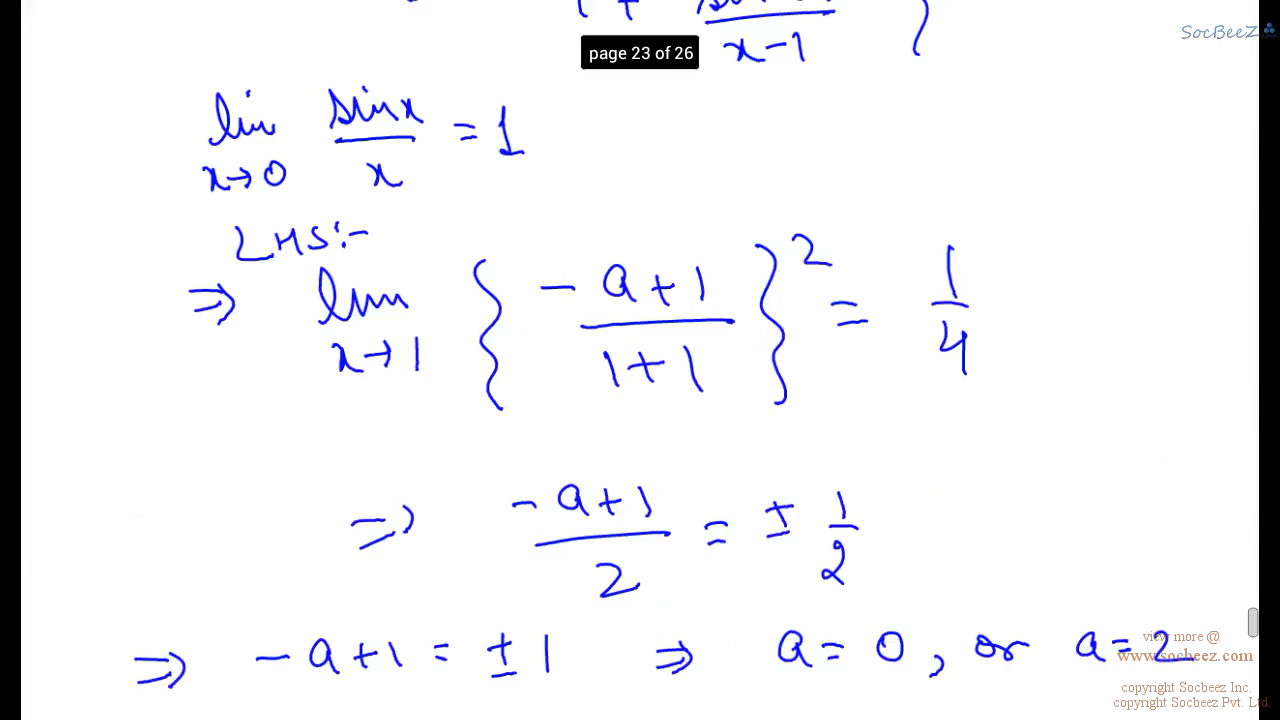 SocBeeZ
1 + sin
x-1 }
page 23 of 26
lim sinx/x = 1
x→0
LHS:-
⇒ lim { -a+1 / 1+1 }² = 1/4
x→1
⇒ -a+1 / 2 = ± 1/2
⇒ -a+1 = ± 1 ⇒ a = 0, or a = 2
view more @
www.socbeez.com
copyright Socbeez Inc.
copyright Socbeez Pvt. Ltd.